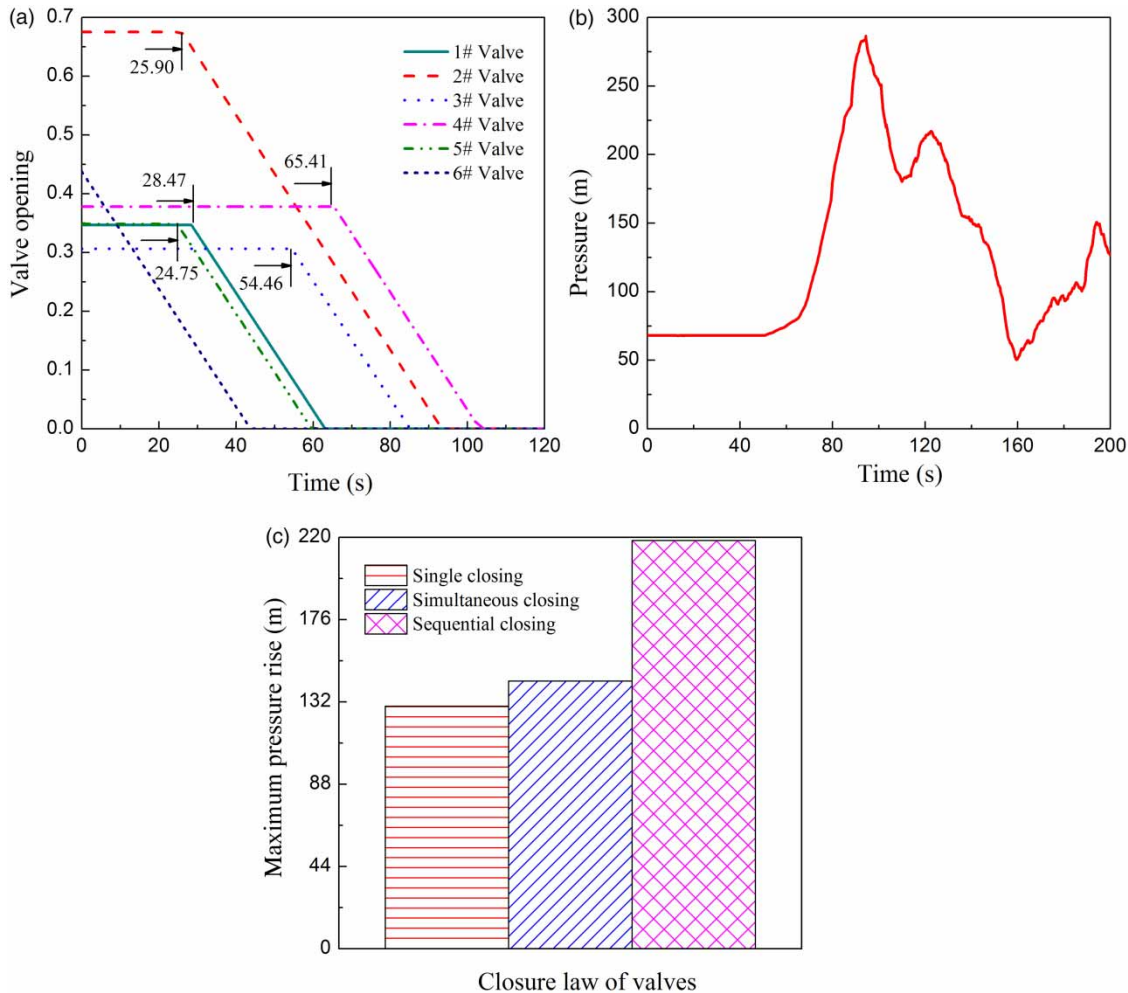 (a)
0.7
0.6
0.5
0.4
0.3
0.2
0.1
0.0
Valve opening
25.90
28.47
65.41
24.75
54.46
1# Valve
2# Valve
3# Valve
4# Valve
5# Valve
6# Valve
0 20 40 60 80 100 120
Time (s)
(b)
300
250
200
150
100
50
0
Pressure (m)
0 40 80 120 160 200
Time (s)
(c)
220
176
132
88
44
0
Maximum pressure rise (m)
Single closing
Simultaneous closing
Sequential closing
Closure law of valves